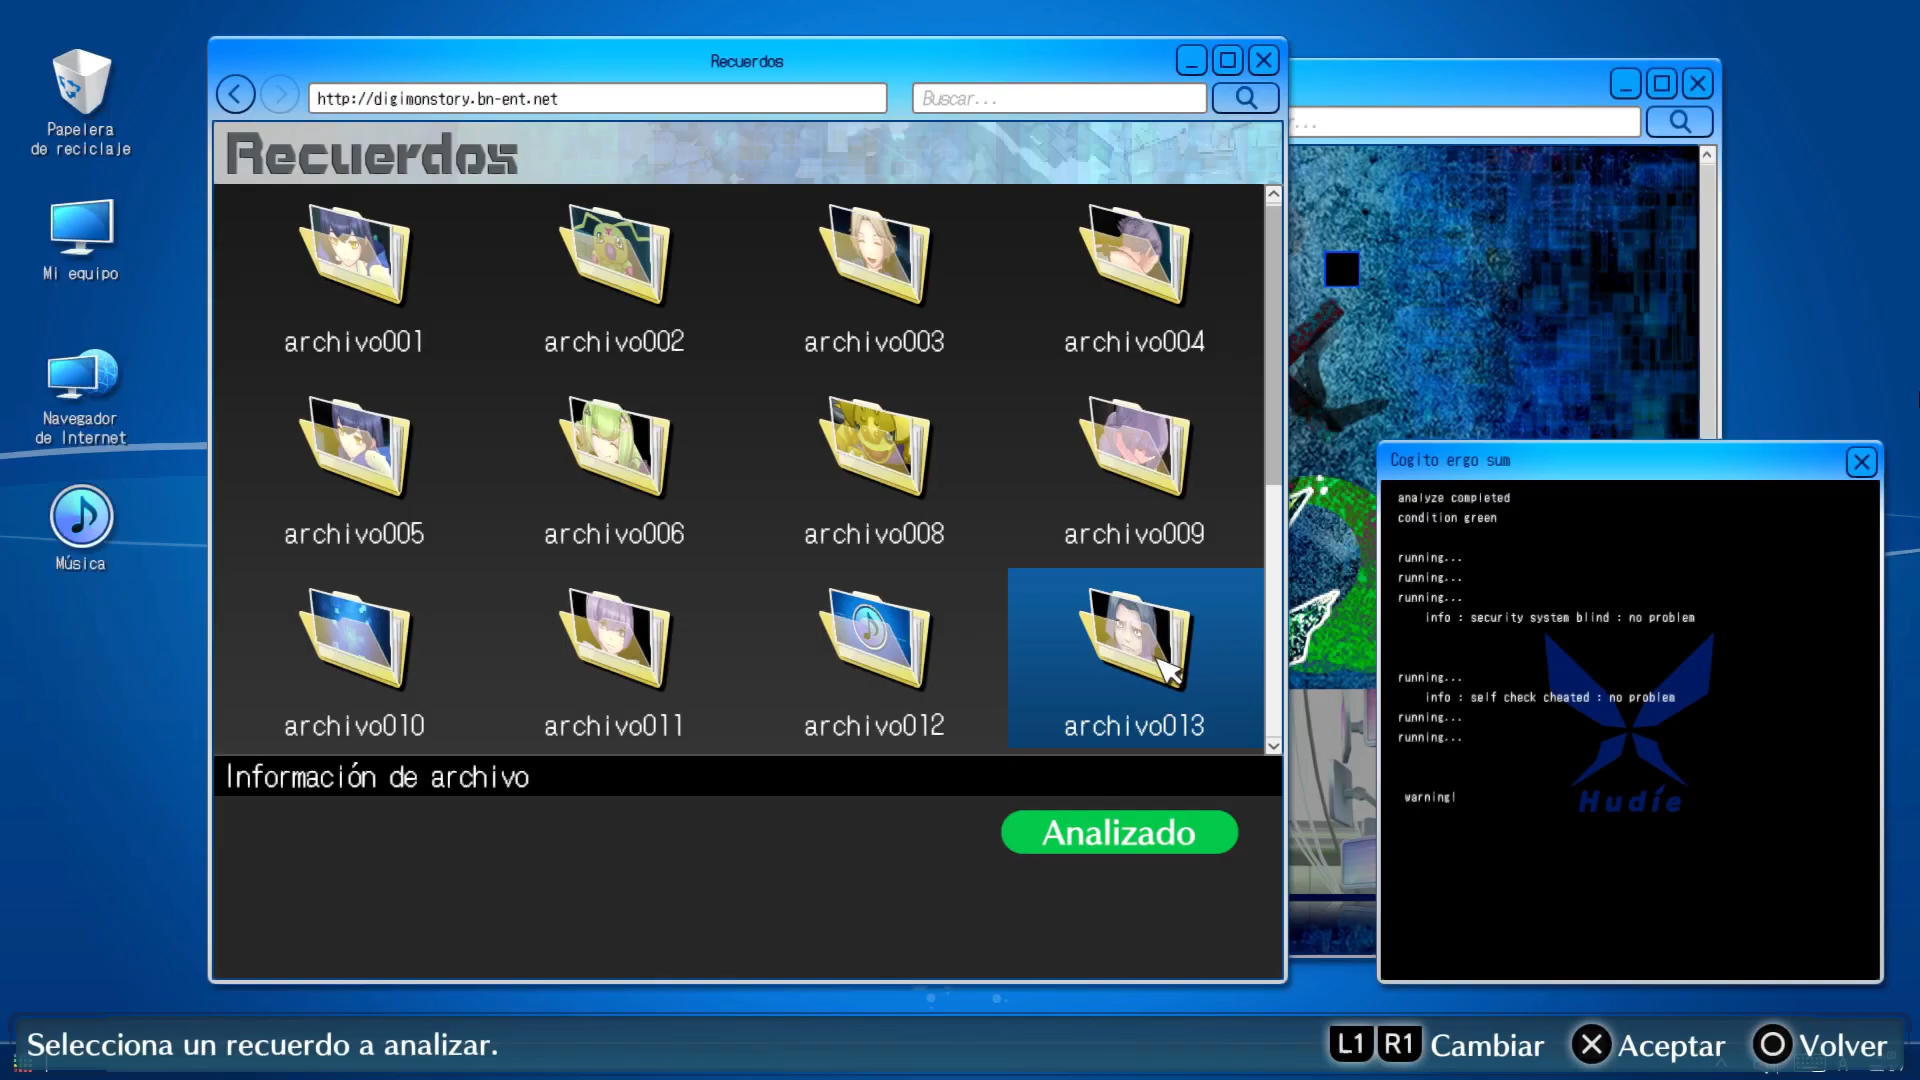 Papelera
de reciclaje
Mi equipo
Navegador
de Internet
Música
Recuerdos
http://digimonstory.bn-ent.net
Buscar...
Recuerdos
archivo001
archivo002
archivo003
archivo004
archivo005
archivo006
archivo008
archivo009
archivo010
archivo011
archivo012
archivo013
Información de archivo
Analizado
Cogito ergo sum
analyze completed
condition green
running...
running...
running...
info : security system blind : no problem
running...
info : self check cheated : no problem
running...
running...
warning!
Hudíe
Selecciona un recuerdo a analizar.
L1 R1 Cambiar
Aceptar
Volver